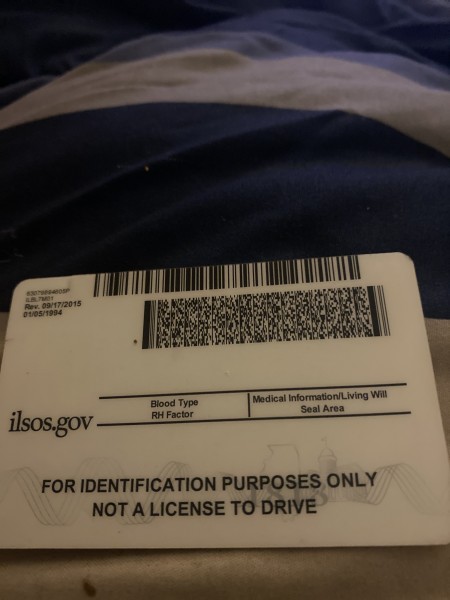 Rev. 09/17/2015
01/05/1994
Blood Type
RH Factor
Medical Information/Living Will
Seal Area
ilsos.gov
FOR IDENTIFICATION PURPOSES ONLY
NOT A LICENSE TO DRIVE
1818